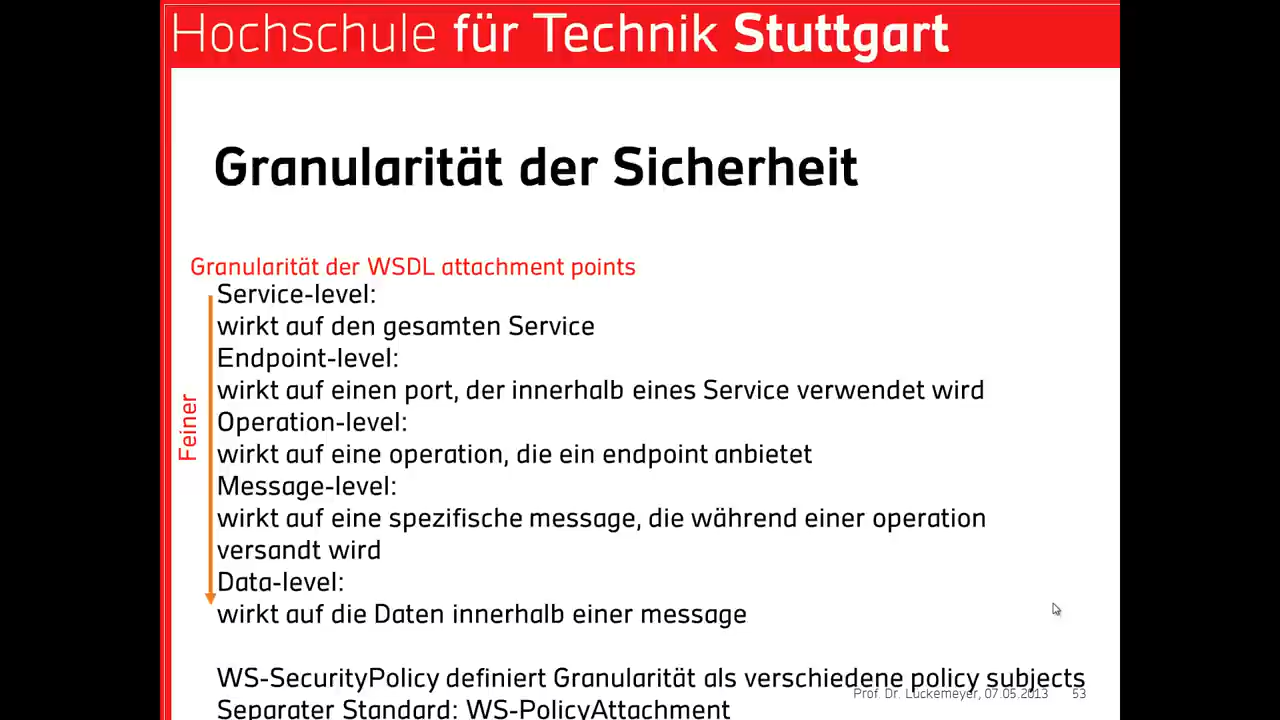 Hochschule für Technik Stuttgart
Granularität der Sicherheit
Granularität der WSDL attachment points
Feiner
Service-level:
wirkt auf den gesamten Service
Endpoint-level:
wirkt auf einen port, der innerhalb eines Service verwendet wird
Operation-level:
wirkt auf eine operation, die ein endpoint anbietet
Message-level:
wirkt auf eine spezifische message, die während einer operation
versandt wird
Data-level:
wirkt auf die Daten innerhalb einer message
WS-SecurityPolicy definiert Granularität als verschiedene policy subjects
Prof. Dr. Lückemeyer, 07.05.2013 53
Separater Standard: WS-PolicyAttachment